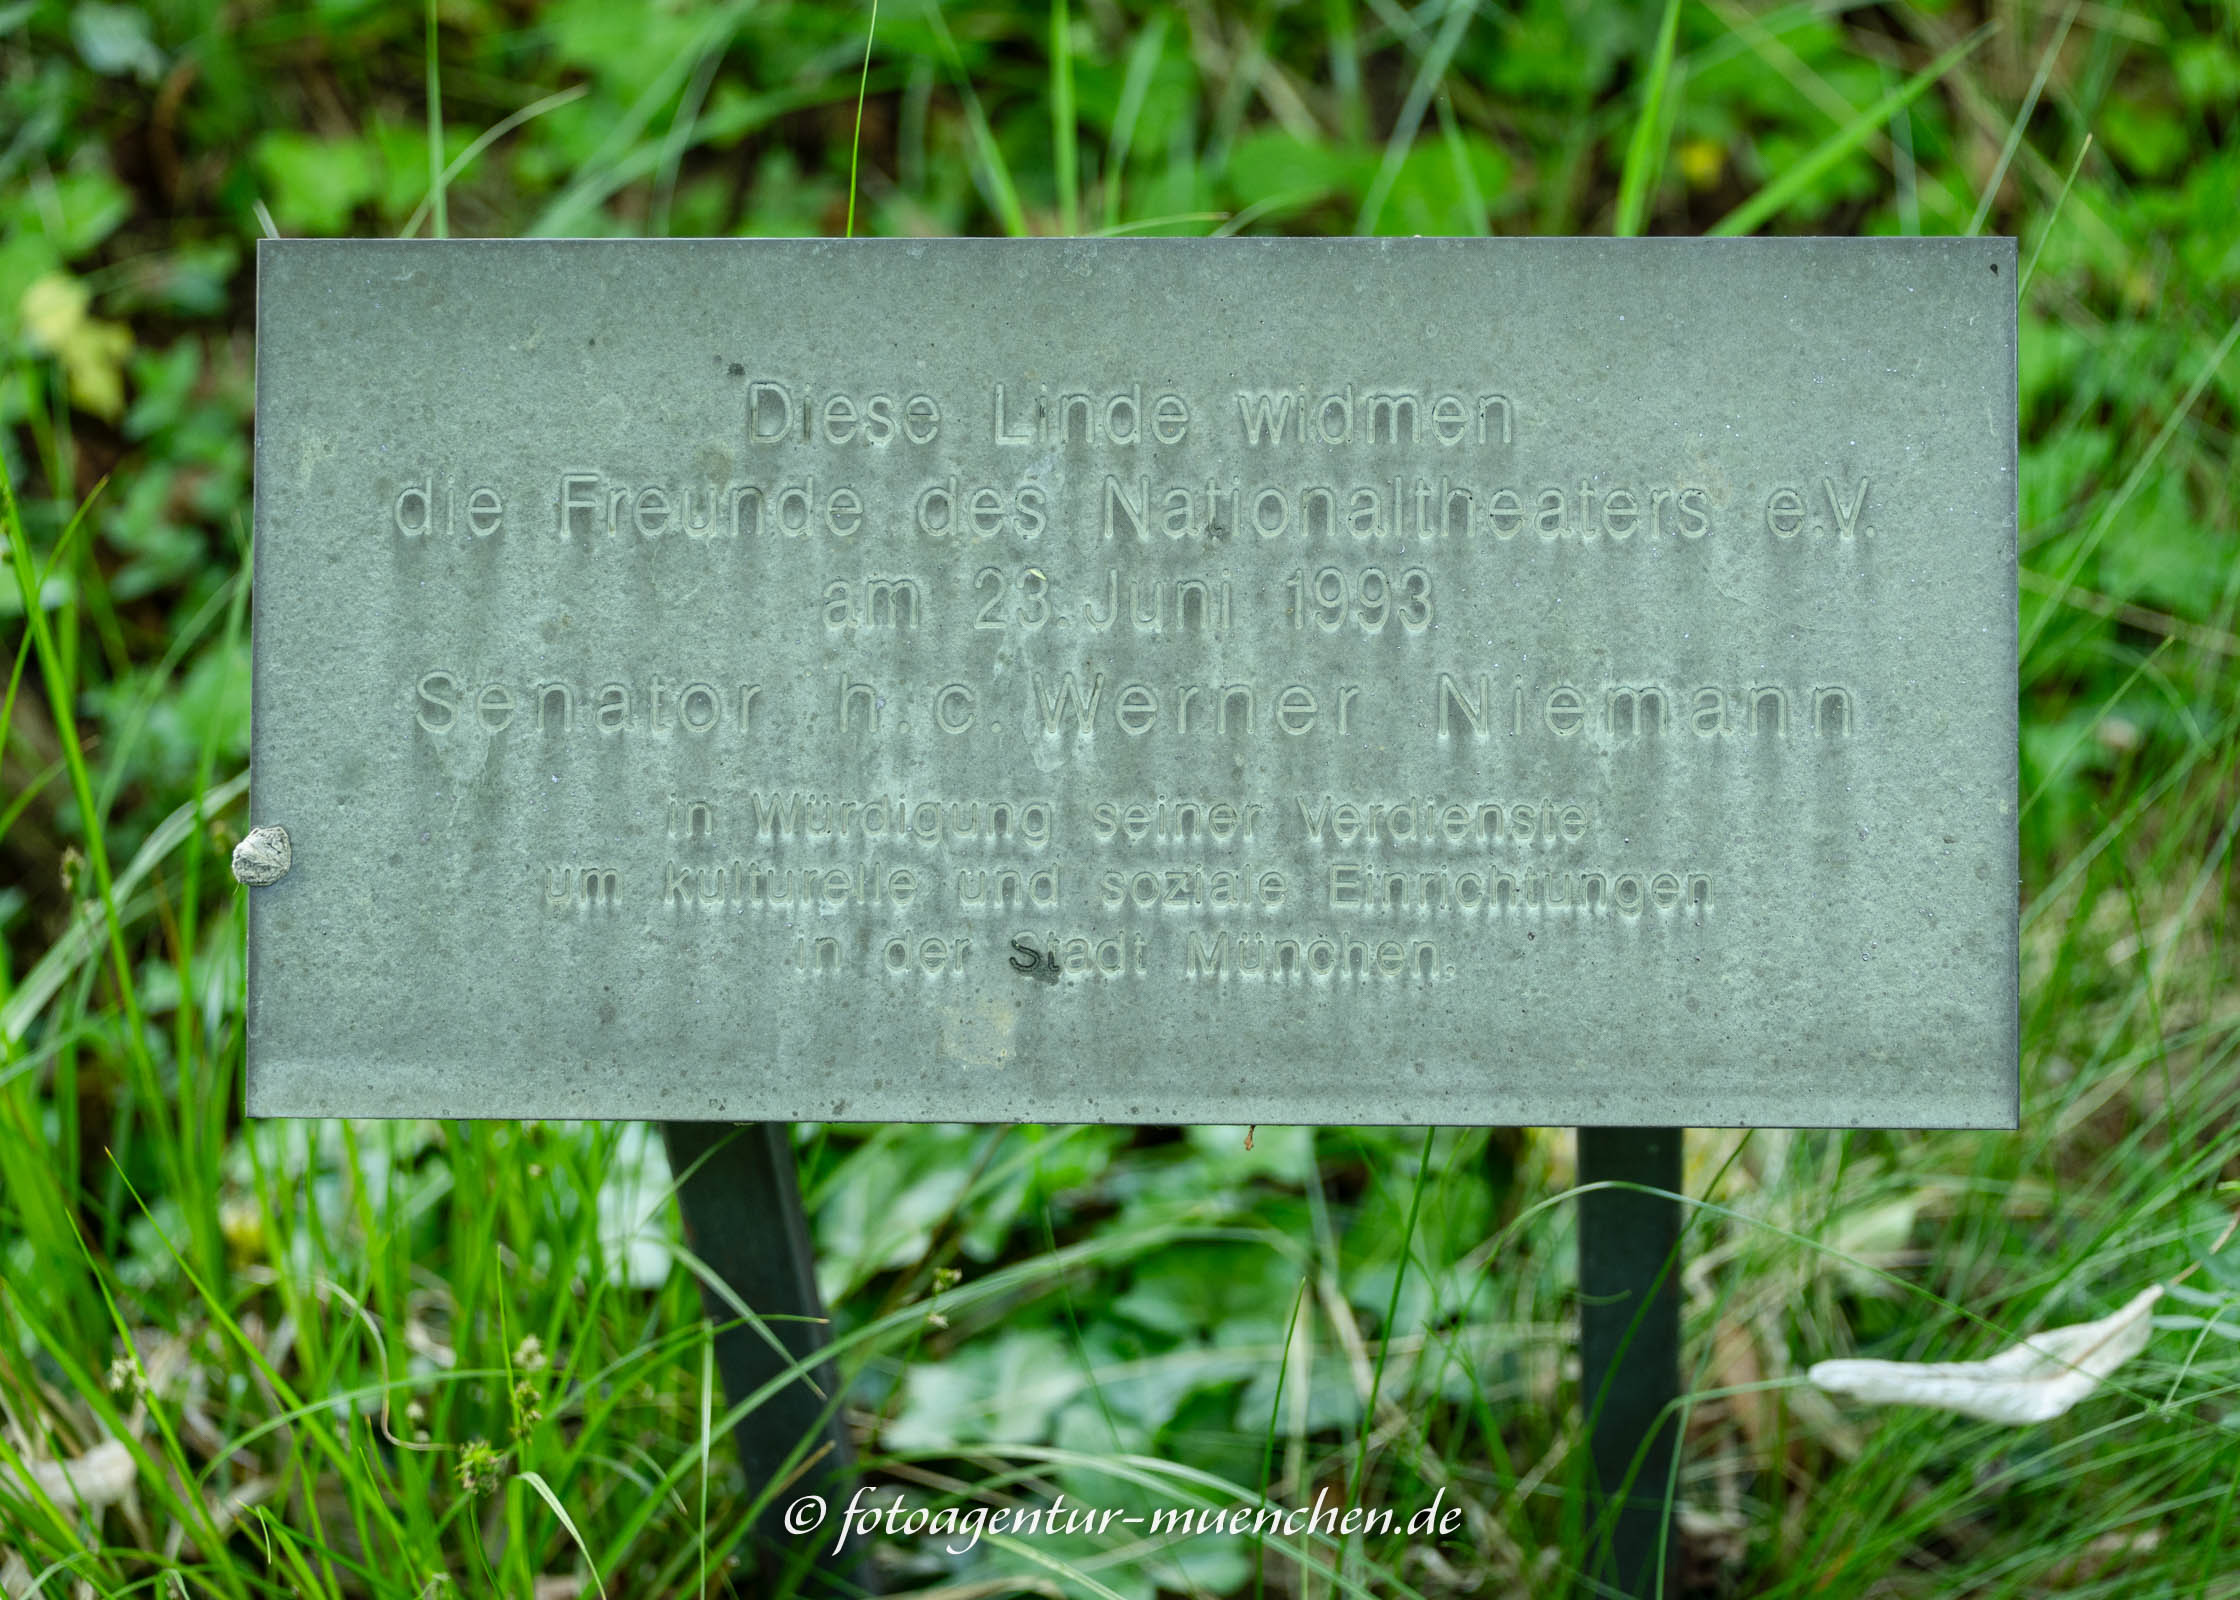 Diese Linde widmen
die Freunde des Nationaltheaters e.V.
am 23. Juni 1993
Senator h.c. Werner Niemann
in Würdigung seiner Verdienste
um kulturelle und soziale Einrichtungen
in der Stadt München.
© fotoagentur-muenchen.de